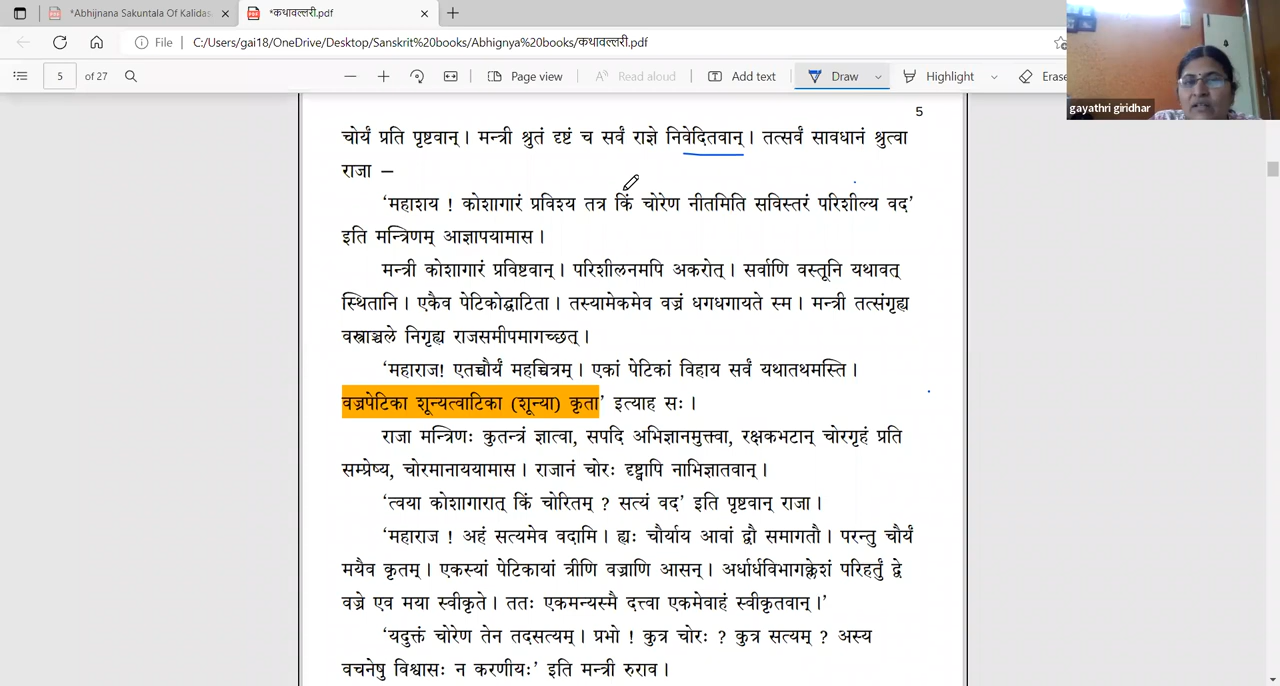 *Abhijnana Sakuntala Of Kalidas
*कथावल्लरी.pdf
File
C:/Users/gai18/OneDrive/Desktop/Sanskrit%20books/Abhignya%20books/कथावल्लरी.pdf
5 of 27
Page view
Read aloud
Add text
Draw
Highlight
Erase
gayathri giridhar
5
चोर्यं प्रति पृष्टवान् । मन्त्री श्रुतं दृष्टं च सर्वं राज्ञे निवेदितवान् । तत्सर्वं सावधानं श्रुत्वा
राजा –
‘महाशय ! कोशागारं प्रविश्य तत्र किं चोरेण नीतमिति सविस्तरं परिशील्य वद’
इति मन्त्रिणम् आज्ञापयामास ।
मन्त्री कोशागारं प्रविष्टवान् । परिशीलनमपि अकरोत् । सर्वाणि वस्तूनि यथावत्
स्थितानि । एकैव पेटिकोद्घाटिता । तस्यामेकमेव वज्रं धगधगायते स्म । मन्त्री तत्संगृह्य
वस्त्राञ्चले निगृह्य राजसमीपमागच्छत् ।
‘महाराज! एतच्चौर्यं महच्चित्रम् । एकां पेटिकां विहाय सर्वं यथातथमस्ति ।
वज्रपेटिका शून्यत्वाटिका (शून्या) कृता’ इत्याह सः ।
राजा मन्त्रिणः कुतन्त्रं ज्ञात्वा, सपदि अभिज्ञानमुक्त्वा, रक्षकभटान् चोरगृहं प्रति
सम्प्रेष्य, चोरमानाययामास । राजानं चोरः दृष्ट्वापि नाभिज्ञातवान् ।
‘त्वया कोशागारात् किं चोरितम् ? सत्यं वद’ इति पृष्टवान् राजा ।
‘महाराज ! अहं सत्यमेव वदामि । ह्यः चौर्याय आवां द्वौ समागतौ । परन्तु चौर्यं
मयैव कृतम् । एकस्यां पेटिकायां त्रीणि वज्राणि आसन् । अर्धार्धविभागक्लेशं परिहर्तुं द्वे
वज्रे एव मया स्वीकृते । ततः एकमन्यस्मै दत्त्वा एकमेवाहं स्वीकृतवान् ।’
‘यदुक्तं चोरेण तेन तदसत्यम् । प्रभो ! कुत्र चोरः ? कुत्र सत्यम् ? अस्य
वचनेषु विश्वासः न करणीयः’ इति मन्त्री रुराव ।